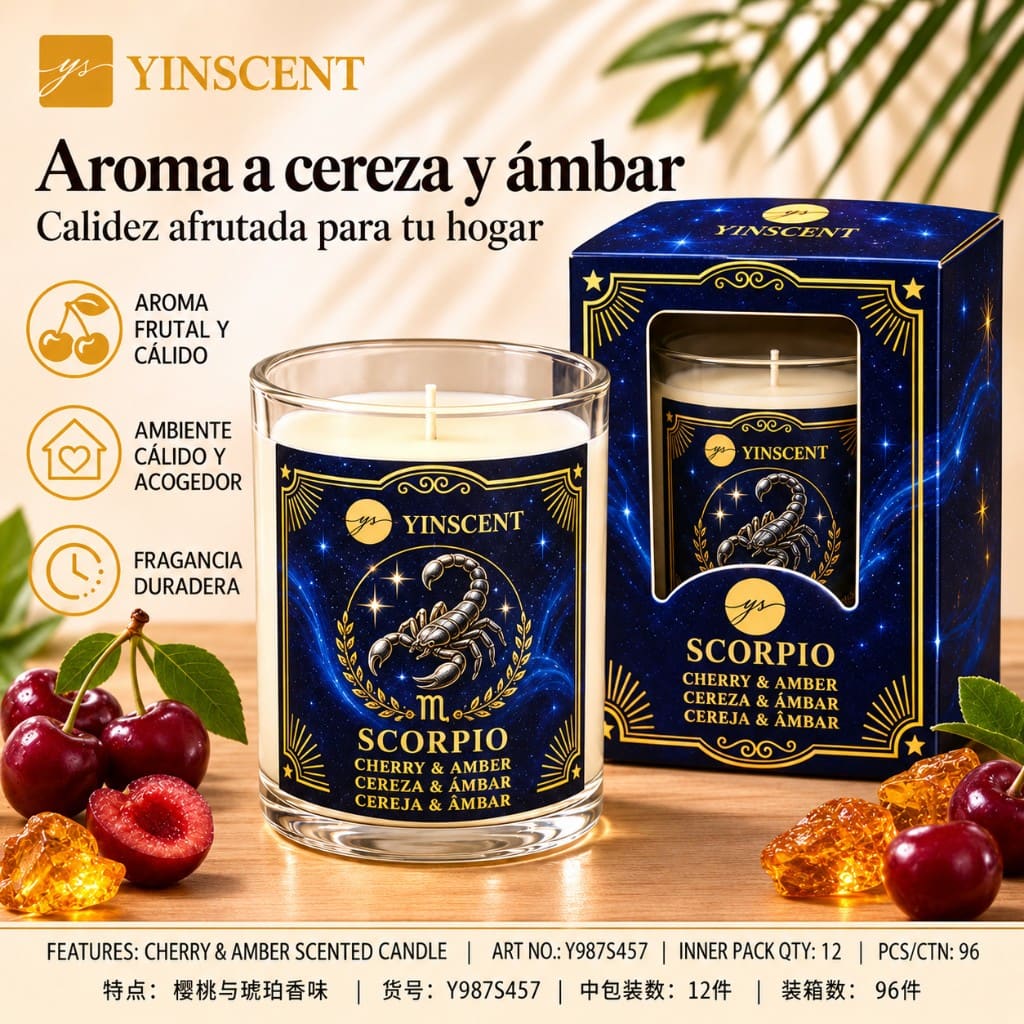 ys YINSCENT
Aroma a cereza y ámbar
Calidez afrutada para tu hogar
AROMA
FRUTAL Y
CÁLIDO
AMBIENTE
CÁLIDO Y
ACOGEDOR
FRAGANCIA
DURADERA
ys YINSCENT
♏
SCORPIO
CHERRY & AMBER
CEREZA & ÁMBAR
CEREJA & ÂMBAR
ys
YINSCENT
ys YINSCENT
ys
SCORPIO
CHERRY & AMBER
CEREZA & ÁMBAR
CEREJA & ÂMBAR
FEATURES: CHERRY & AMBER SCENTED CANDLE | ART NO.: Y987S457 | INNER PACK QTY: 12 | PCS/CTN: 96
特点： 樱桃与琥珀香味 | 货号：Y987S457 | 中包装数：12件 | 装箱数： 96件